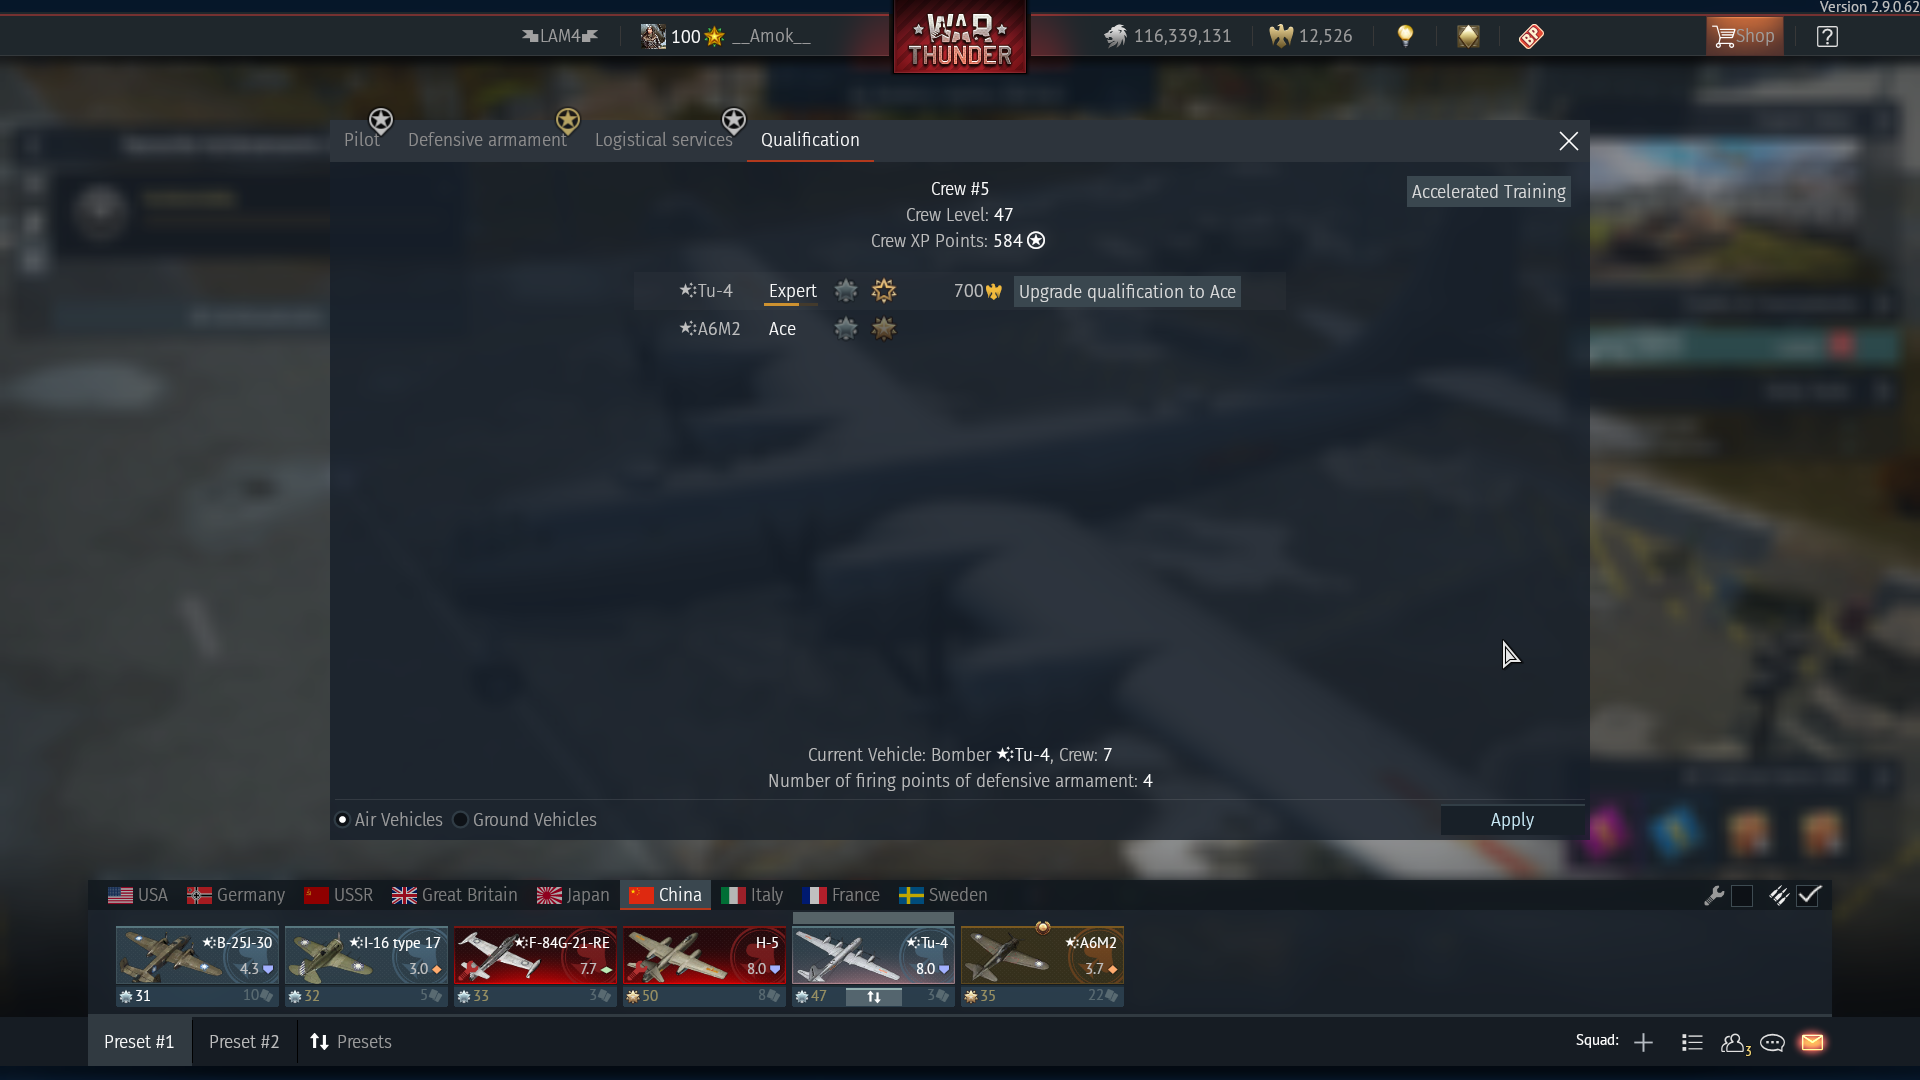 Version 2.9.0.62
LAM4
100 __Amok__
WAR THUNDER
116,339,131
12,526
BP
Shop
?
Pilot Defensive armament Logistical services Qualification
Crew #5
Crew Level: 47
Crew XP Points: 584
Accelerated Training
Tu-4 Expert 700 Upgrade qualification to Ace
A6M2 Ace
Current Vehicle: Bomber Tu-4, Crew: 7
Number of firing points of defensive armament: 4
Air Vehicles Ground Vehicles
Apply
USA Germany USSR Great Britain Japan China Italy France Sweden
B-25J-30 I-16 type 17 F-84G-21-RE H-5 Tu-4 A6M2
4.3 3.0 7.7 8.0 8.0 3.7
31 10 32 5 33 3 50 8 47 3 35 22
Preset #1 Preset #2 Presets
Squad:
3